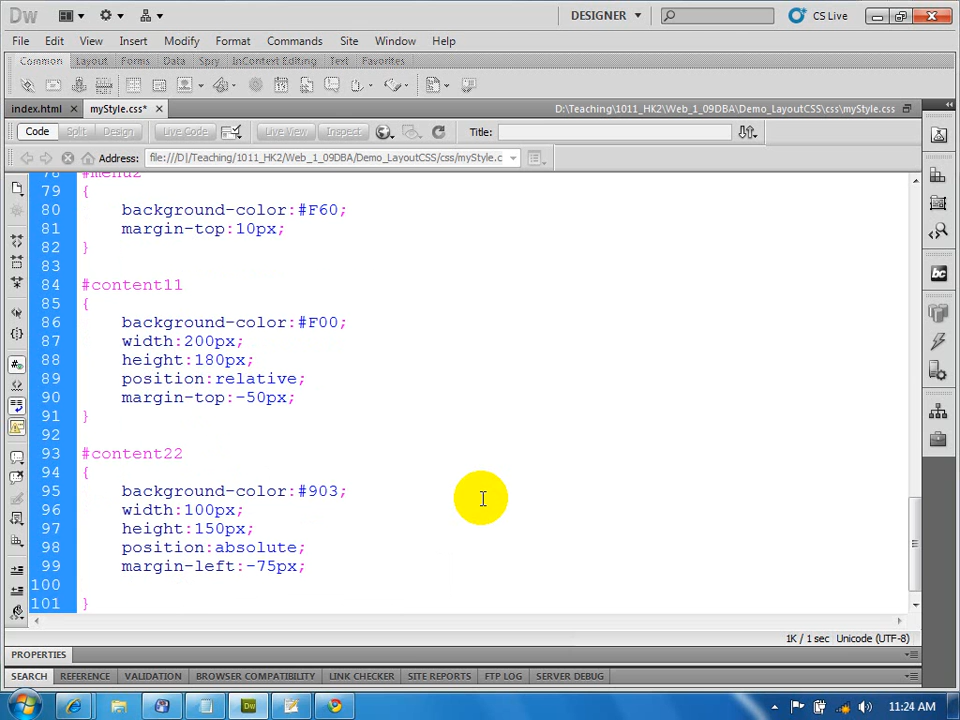 Dw DESIGNER CS Live
File Edit View Insert Modify Format Commands Site Window Help
Common Layout Forms Data Spry InContext Editing Text Favorites
index.html myStyle.css* D:\Teaching\1011_HK2\Web_1_09DBA\Demo_LayoutCSS\css\myStyle.css
Code Split Design Live Code Live View Inspect Title:
Address: file:///D|/Teaching/1011_HK2/Web_1_09DBA/Demo_LayoutCSS/css/myStyle.c
78 #menu2
79 {
80 background-color:#F60;
81 margin-top:10px;
82 }
83
84 #content11
85 {
86 background-color:#F00;
87 width:200px;
88 height:180px;
89 position:relative;
90 margin-top:-50px;
91 }
92
93 #content22
94 {
95 background-color:#903;
96 width:100px;
97 height:150px;
98 position:absolute;
99 margin-left:-75px;
100
101 }
1K / 1 sec Unicode (UTF-8)
PROPERTIES
SEARCH REFERENCE VALIDATION BROWSER COMPATIBILITY LINK CHECKER SITE REPORTS FTP LOG SERVER DEBUG
Dw 11:24 AM